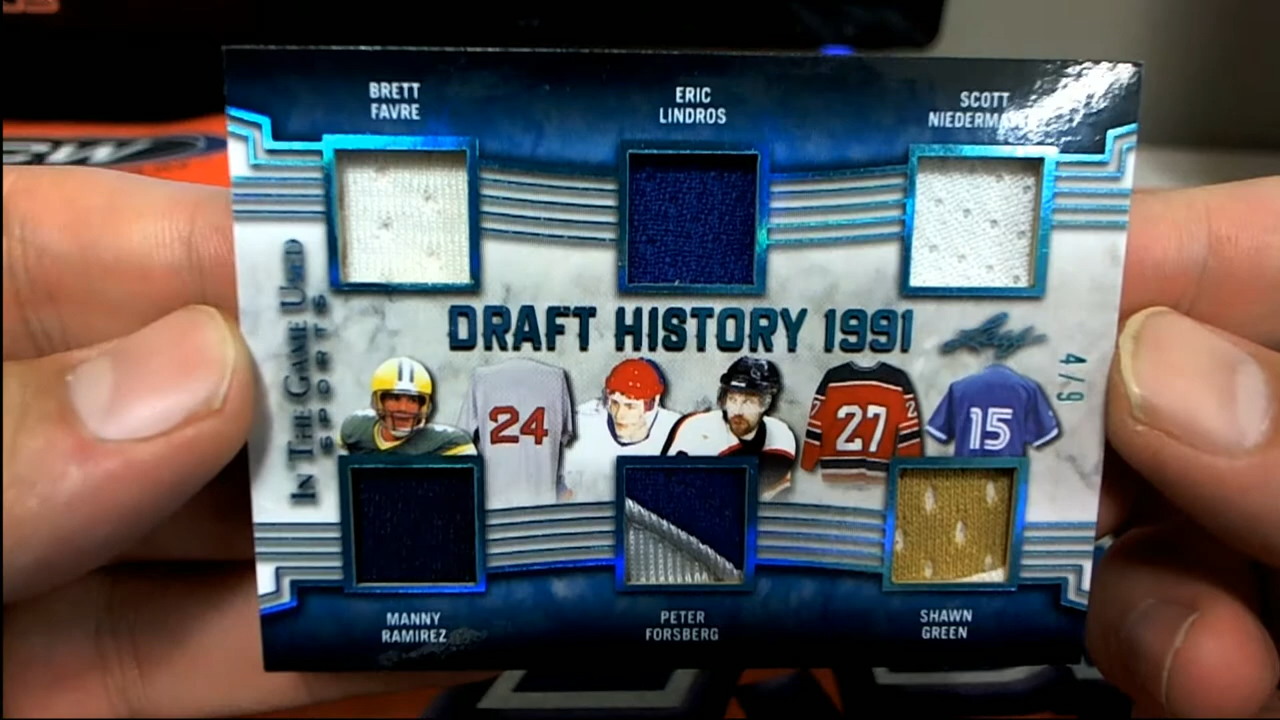 BRETT
FAVRE
ERIC
LINDROS
SCOTT
IN THE GAME USED
SPORTS
DRAFT HISTORY 1991
Leaf
4/9
24
27
15
MANNY
RAMIREZ
PETER
FORSBERG
SHAWN
GREEN